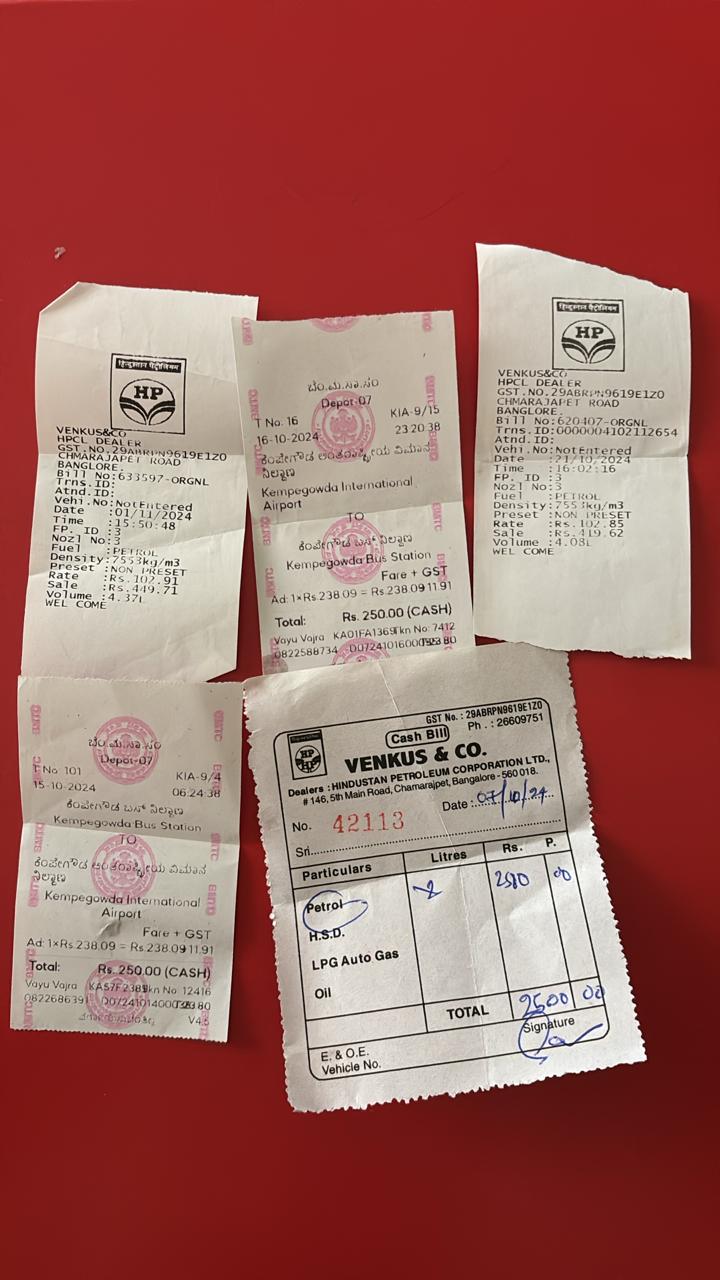 हिन्दुस्तान पेट्रोलियम
HP
VENKUS&CO
HPCL DEALER
GST.NO.29ABRPN9619E1ZO
CHMARAJAPET ROAD
BANGLORE.
Bill No:633597-ORGNL
Trns.ID:
Atnd.ID:
Vehi.No:NotEntered
Date :01/11/2024
Time :15:50:48
FP. ID :3
Nozl No:3
Fuel :PETROL
Density:7553kg/m3
Preset :NON PRESET
Rate :Rs.102.91
Sale :Rs.449.71
Volume :4.37L
WEL COME
ಬೆಂ.ಮ.ಸಾ.ಸಂ
Depot-07
T No. 16 KIA-9/15
16-10-2024 23:20:38
ಕೆಂಪೇಗೌಡ ಅಂತರಾಷ್ಟ್ರೀಯ ವಿಮಾನ
ನಿಲ್ದಾಣ
Kempegowda International
Airport
TO
ಕೆಂಪೇಗೌಡ ಬಸ್ ನಿಲ್ದಾಣ
Kempegowda Bus Station
Fare + GST
Ad: 1×Rs.238.09 = Rs.238.09 11.91
Total: Rs. 250.00 (CASH)
Vayu Vajra KA01FA1369 Tkn No: 7412
0822588734
हिन्दुस्तान पेट्रोलियम
HP
VENKUS&CO
HPCL DEALER
GST.NO.29ABRPN9619E1ZO
CHMARAJAPET ROAD
BANGLORE.
Bill No:620407-ORGNL
Trns.ID:0000004102112654
Atnd.ID:
Vehi.No:NotEntered
Date :21/10/2024
Time :16:02:16
FP. ID :3
Nozl No:3
Fuel :PETROL
Density:7553kg/m3
Preset :NON PRESET
Rate :Rs.102.85
Sale :Rs.419.62
Volume :4.08L
WEL COME
ಬೆಂ.ಮ.ಸಾ.ಸಂ
Depot-07
T No. 101 KIA-9/4
15-10-2024 06:24:38
ಕೆಂಪೇಗೌಡ ಬಸ್ ನಿಲ್ದಾಣ
Kempegowda Bus Station
TO
ಕೆಂಪೇಗೌಡ ಅಂತರಾಷ್ಟ್ರೀಯ ವಿಮಾನ
ನಿಲ್ದಾಣ
Kempegowda International
Airport
Fare + GST
Ad: 1×Rs.238.09 = Rs.238.09 11.91
Total: Rs. 250.00 (CASH)
Vayu Vajra Tkn No: 12416
0822686391
V4.5
GST No. : 29ABRPN9619E1Z0
Cash Bill Ph. : 26609751
HP
VENKUS & CO.
Dealers : HINDUSTAN PETROLEUM CORPORATION LTD.,
# 146, 5th Main Road, Chamarajpet, Bangalore - 560 018.
No. 42113 Date : 07/10/24
Sri
Particulars Litres Rs. P.
Petrol 2500 00
H.S.D.
LPG Auto Gas
Oil
TOTAL 2500 00
Signature
E. & O.E.
Vehicle No.